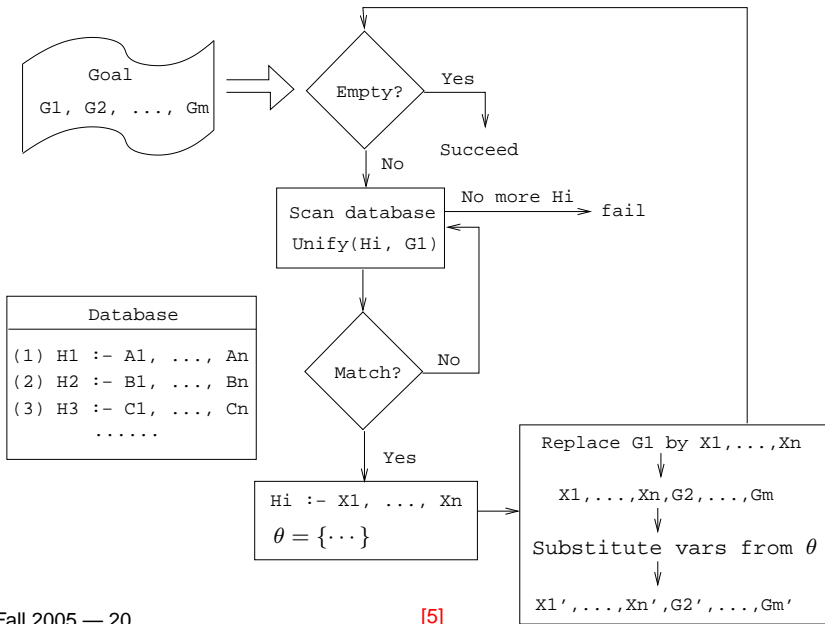 Goal
G1, G2, ..., Gm
Empty?
Yes
Succeed
No
Scan database
Unify(Hi, G1)
No more Hi
fail
Database
(1) H1 :- A1, ..., An
(2) H2 :- B1, ..., Bn
(3) H3 :- C1, ..., Cn
......
Match?
No
Yes
Hi :- X1, ..., Xn
θ = {···}
Replace G1 by X1,...,Xn
X1,...,Xn,G2,...,Gm
Substitute vars from θ
X1',...,Xn',G2',...,Gm'
Fall 2005 — 20
[5]